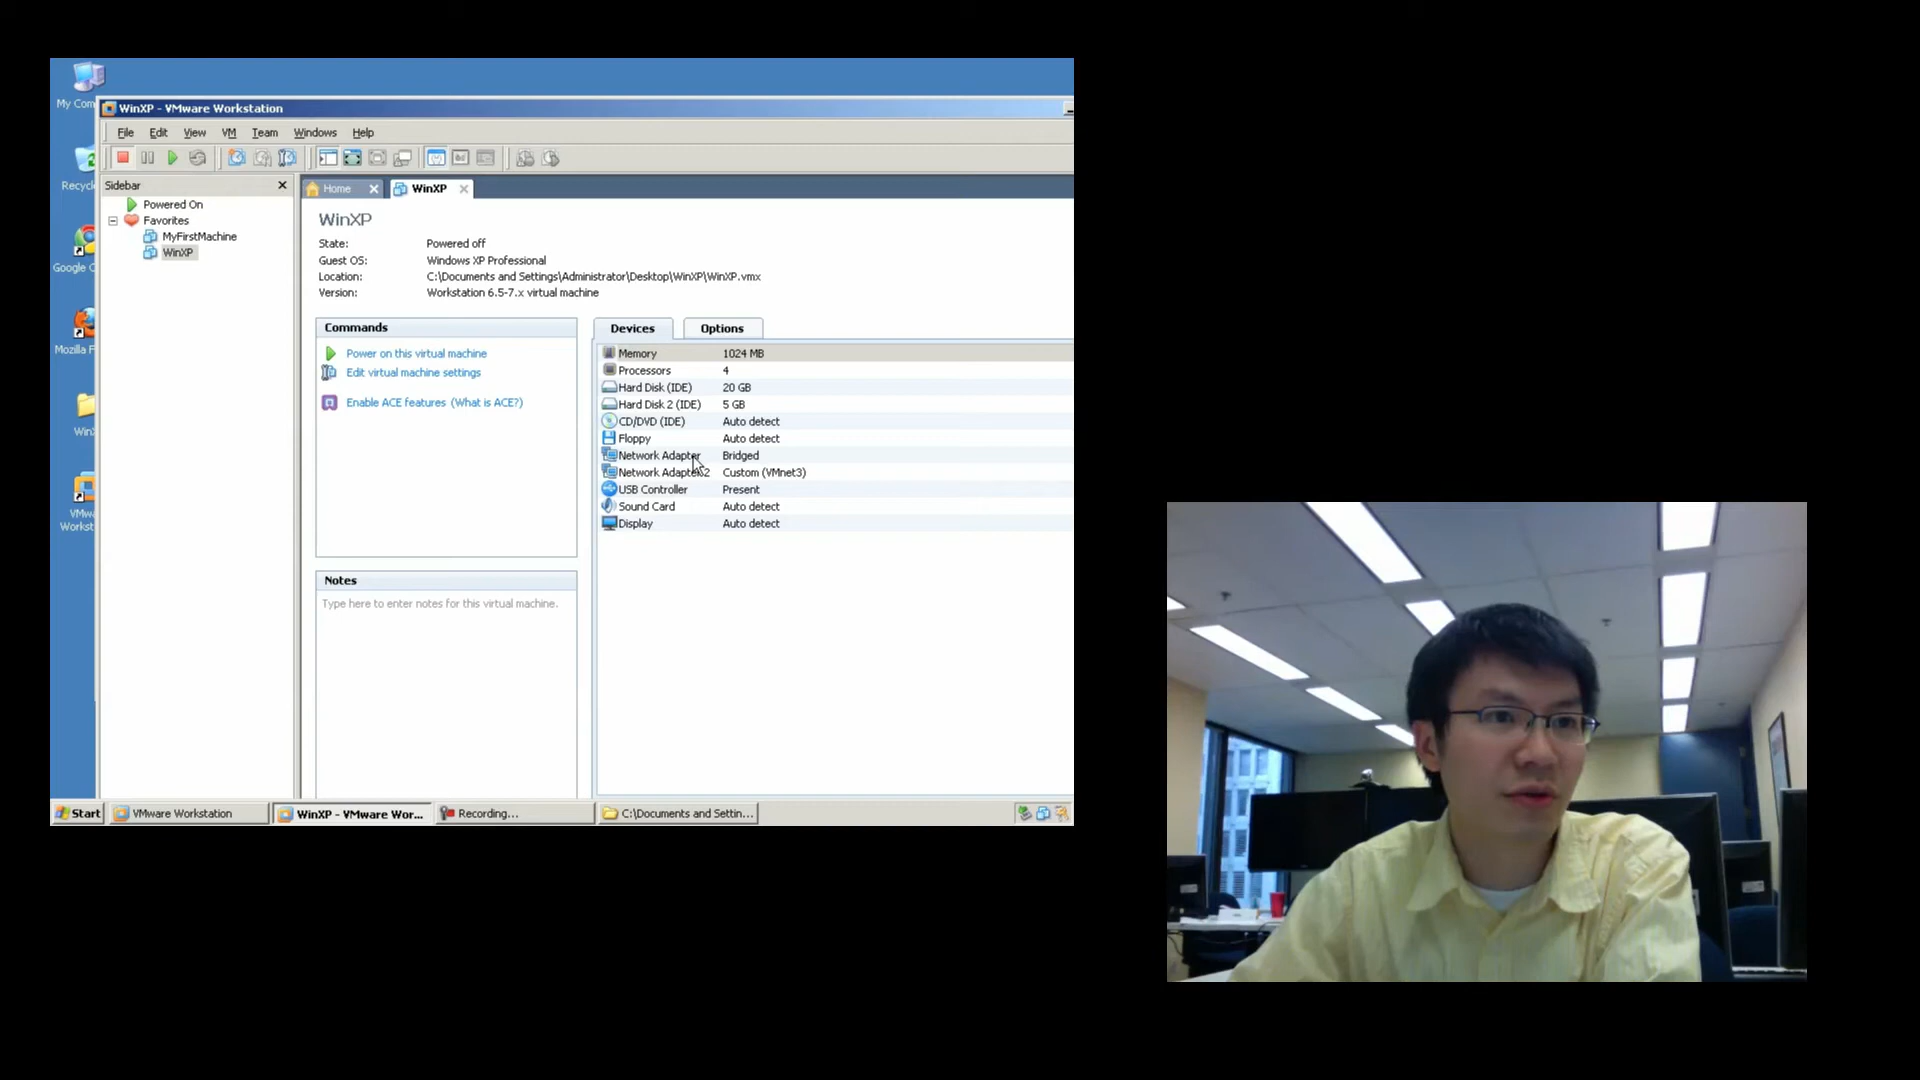 My Com
Recycl
Google C
Mozilla F
Win
VMw
Workst
WinXP - VMware Workstation
File Edit View VM Team Windows Help
Sidebar
Powered On
Favorites
MyFirstMachine
WinXP
Home WinXP
WinXP
State: Powered off
Guest OS: Windows XP Professional
Location: C:\Documents and Settings\Administrator\Desktop\WinXP\WinXP.vmx
Version: Workstation 6.5-7.x virtual machine
Commands
Power on this virtual machine
Edit virtual machine settings
Enable ACE features (What is ACE?)
Notes
Type here to enter notes for this virtual machine.
Devices Options
Memory 1024 MB
Processors 4
Hard Disk (IDE) 20 GB
Hard Disk 2 (IDE) 5 GB
CD/DVD (IDE) Auto detect
Floppy Auto detect
Network Adapter Bridged
Network Adapter 2 Custom (VMnet3)
USB Controller Present
Sound Card Auto detect
Display Auto detect
Start VMware Workstation WinXP - VMware Wor... Recording... C:\Documents and Settin...